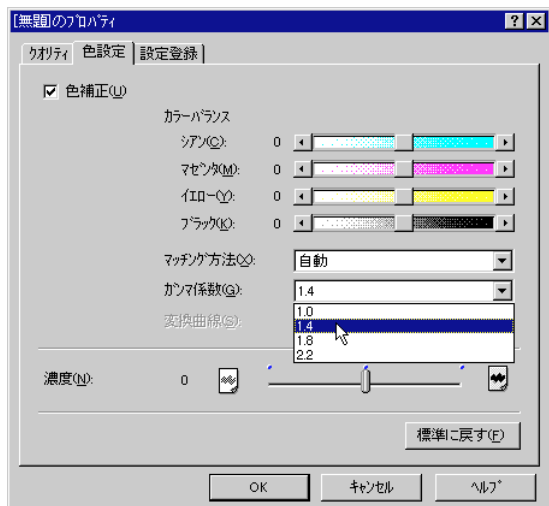 [無題]のﾌﾟﾛﾊﾟﾃｨ
ｸｵﾘﾃｨ 色設定 設定登録
色補正(U)
ｶﾗｰﾊﾞﾗﾝｽ
ｼｱﾝ(C): 0
ﾏｾﾞﾝﾀ(M): 0
ｲｴﾛｰ(Y): 0
ﾌﾞﾗｯｸ(K): 0
ﾏｯﾁﾝｸﾞ方法(X): 自動
ｶﾞﾝﾏ係数(G): 1.4
変換曲線(S):
1.0
1.4
1.8
2.2
濃度(N): 0
標準に戻す(F)
OK ｷｬﾝｾﾙ ﾍﾙﾌﾟ